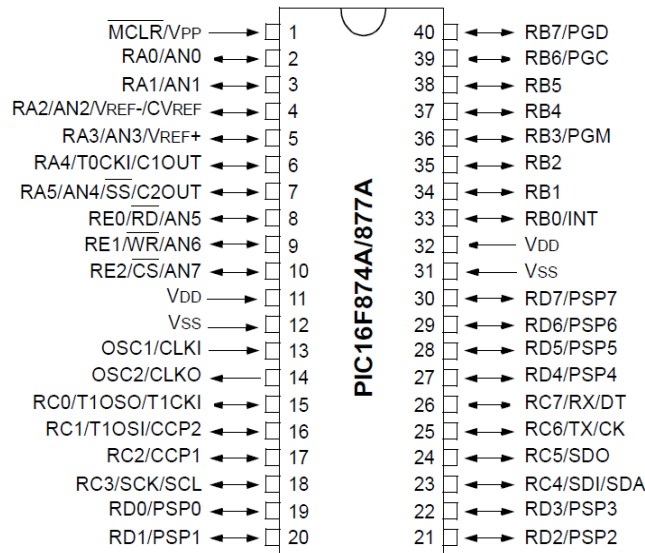 MCLR/VPP 1 40 RB7/PGD
RA0/AN0 2 39 RB6/PGC
RA1/AN1 3 38 RB5
RA2/AN2/VREF-/CVREF 4 37 RB4
RA3/AN3/VREF+ 5 36 RB3/PGM
RA4/T0CKI/C1OUT 6 35 RB2
RA5/AN4/SS/C2OUT 7 34 RB1
RE0/RD/AN5 8 33 RB0/INT
RE1/WR/AN6 9 32 VDD
RE2/CS/AN7 10 31 VSS
VDD 11 30 RD7/PSP7
VSS 12 29 RD6/PSP6
OSC1/CLKI 13 28 RD5/PSP5
OSC2/CLKO 14 27 RD4/PSP4
RC0/T1OSO/T1CKI 15 26 RC7/RX/DT
RC1/T1OSI/CCP2 16 25 RC6/TX/CK
RC2/CCP1 17 24 RC5/SDO
RC3/SCK/SCL 18 23 RC4/SDI/SDA
RD0/PSP0 19 22 RD3/PSP3
RD1/PSP1 20 21 RD2/PSP2
PIC16F874A/877A